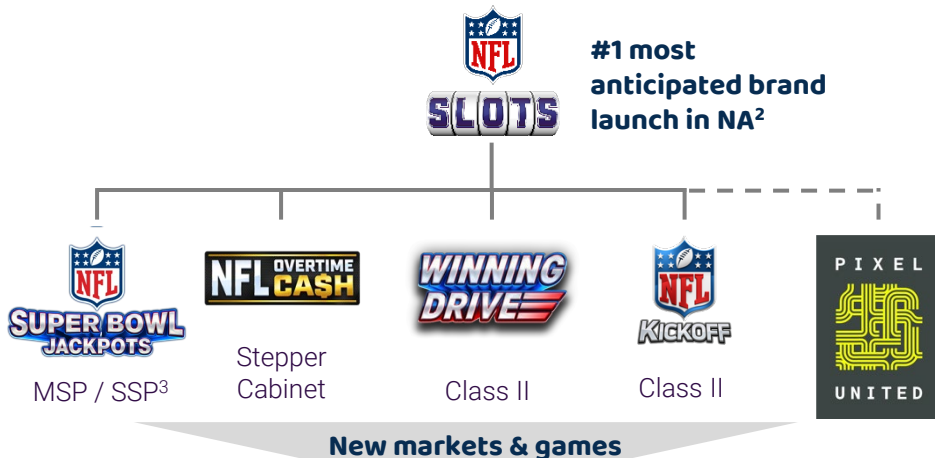 NFL
SLOTS
#1 most
anticipated brand
launch in NA2
NFL
SUPER BOWL
JACKPOTS
MSP / SSP3
NFL OVERTIME
CA$H
Stepper
Cabinet
WINNING
DRIVE
Class II
NFL
KICKOFF
Class II
PIXEL
UNITED
New markets & games